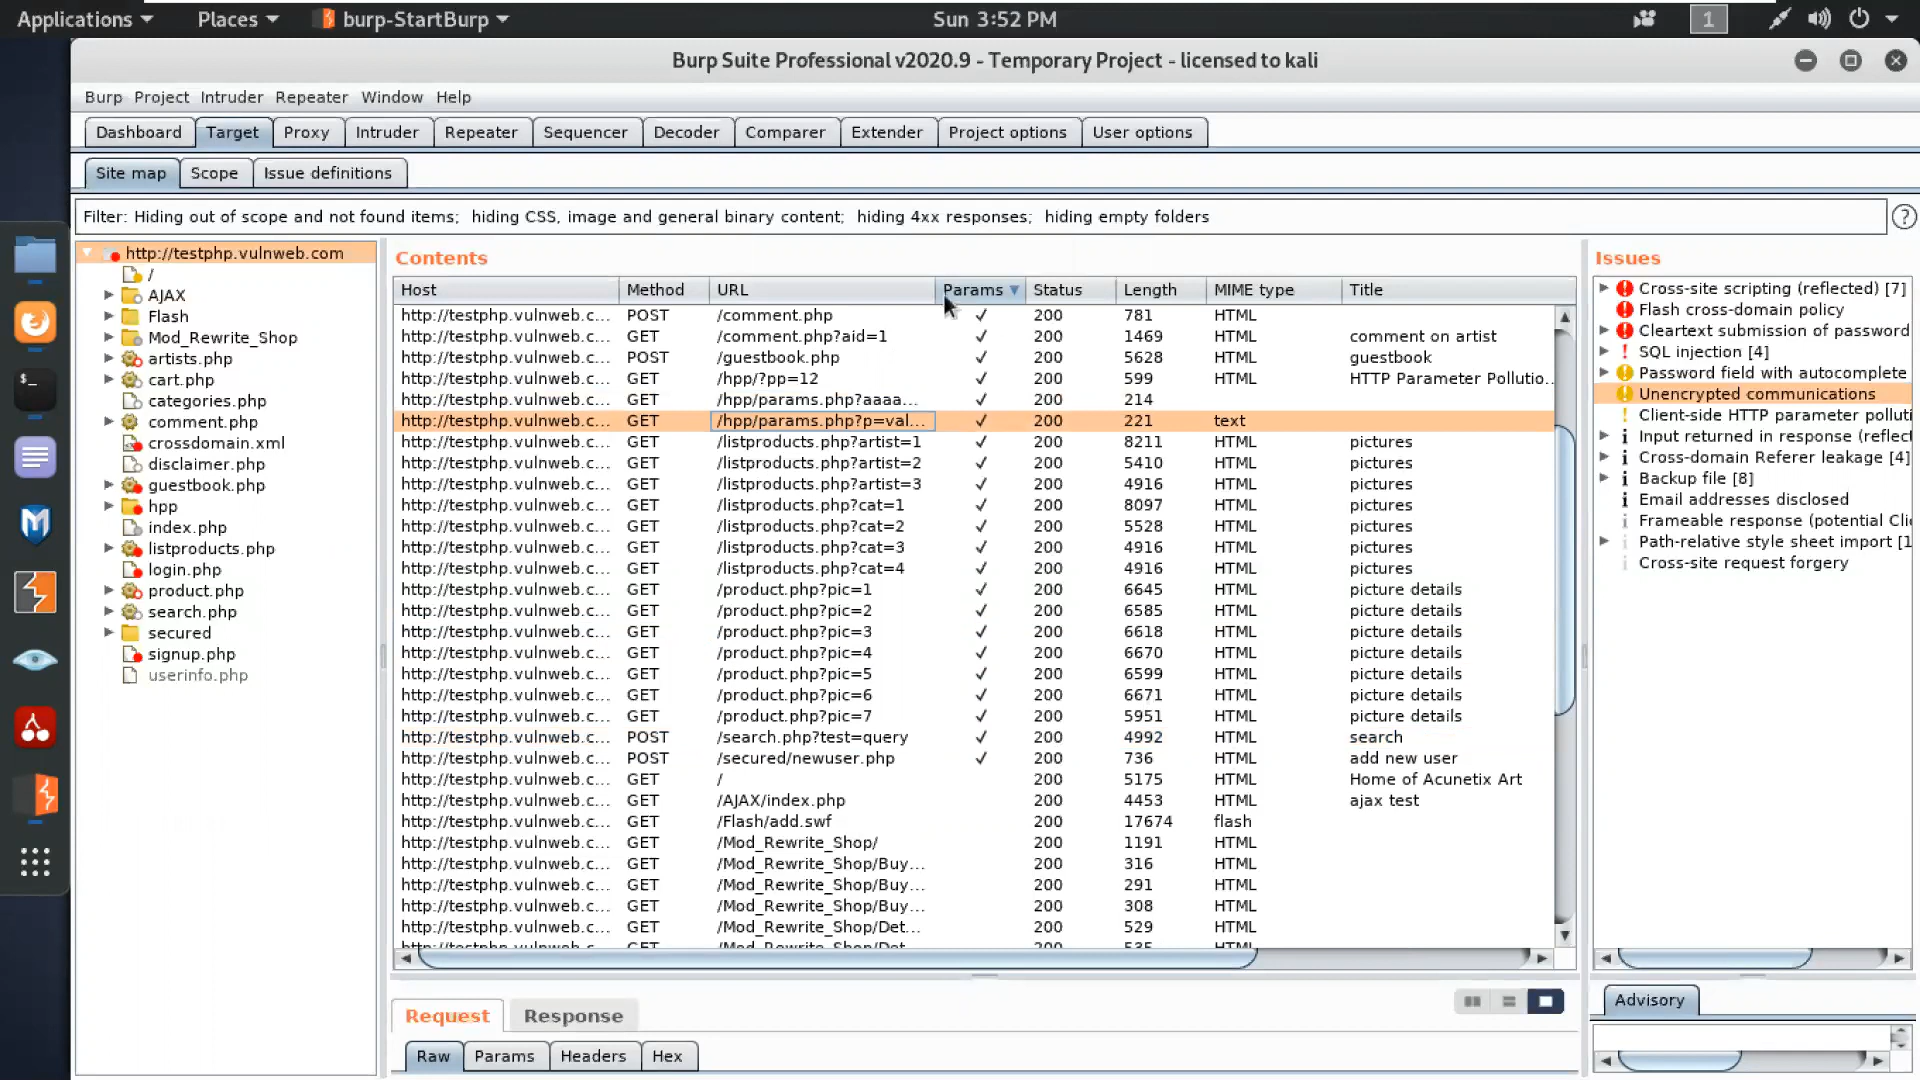 Applications Places burp-StartBurp Sun 3:52 PM 1
Burp Suite Professional v2020.9 - Temporary Project - licensed to kali
Burp Project Intruder Repeater Window Help
Dashboard Target Proxy Intruder Repeater Sequencer Decoder Comparer Extender Project options User options
Site map Scope Issue definitions
Filter: Hiding out of scope and not found items; hiding CSS, image and general binary content; hiding 4xx responses; hiding empty folders ?
http://testphp.vulnweb.com
/
AJAX
Flash
Mod_Rewrite_Shop
artists.php
cart.php
categories.php
comment.php
crossdomain.xml
disclaimer.php
guestbook.php
hpp
index.php
listproducts.php
login.php
product.php
search.php
secured
signup.php
userinfo.php
Contents
Host Method URL Params Status Length MIME type Title
http://testphp.vulnweb.c... POST /comment.php ✓ 200 781 HTML
http://testphp.vulnweb.c... GET /comment.php?aid=1 ✓ 200 1469 HTML comment on artist
http://testphp.vulnweb.c... POST /guestbook.php ✓ 200 5628 HTML guestbook
http://testphp.vulnweb.c... GET /hpp/?pp=12 ✓ 200 599 HTML HTTP Parameter Pollutio...
http://testphp.vulnweb.c... GET /hpp/params.php?aaaa... ✓ 200 214
http://testphp.vulnweb.c... GET /hpp/params.php?p=val... ✓ 200 221 text
http://testphp.vulnweb.c... GET /listproducts.php?artist=1 ✓ 200 8211 HTML pictures
http://testphp.vulnweb.c... GET /listproducts.php?artist=2 ✓ 200 5410 HTML pictures
http://testphp.vulnweb.c... GET /listproducts.php?artist=3 ✓ 200 4916 HTML pictures
http://testphp.vulnweb.c... GET /listproducts.php?cat=1 ✓ 200 8097 HTML pictures
http://testphp.vulnweb.c... GET /listproducts.php?cat=2 ✓ 200 5528 HTML pictures
http://testphp.vulnweb.c... GET /listproducts.php?cat=3 ✓ 200 4916 HTML pictures
http://testphp.vulnweb.c... GET /listproducts.php?cat=4 ✓ 200 4916 HTML pictures
http://testphp.vulnweb.c... GET /product.php?pic=1 ✓ 200 6645 HTML picture details
http://testphp.vulnweb.c... GET /product.php?pic=2 ✓ 200 6585 HTML picture details
http://testphp.vulnweb.c... GET /product.php?pic=3 ✓ 200 6618 HTML picture details
http://testphp.vulnweb.c... GET /product.php?pic=4 ✓ 200 6670 HTML picture details
http://testphp.vulnweb.c... GET /product.php?pic=5 ✓ 200 6599 HTML picture details
http://testphp.vulnweb.c... GET /product.php?pic=6 ✓ 200 6671 HTML picture details
http://testphp.vulnweb.c... GET /product.php?pic=7 ✓ 200 5951 HTML picture details
http://testphp.vulnweb.c... POST /search.php?test=query ✓ 200 4992 HTML search
http://testphp.vulnweb.c... POST /secured/newuser.php ✓ 200 736 HTML add new user
http://testphp.vulnweb.c... GET / 200 5175 HTML Home of Acunetix Art
http://testphp.vulnweb.c... GET /AJAX/index.php 200 4453 HTML ajax test
http://testphp.vulnweb.c... GET /Flash/add.swf 200 17674 flash
http://testphp.vulnweb.c... GET /Mod_Rewrite_Shop/ 200 1191 HTML
http://testphp.vulnweb.c... GET /Mod_Rewrite_Shop/Buy... 200 316 HTML
http://testphp.vulnweb.c... GET /Mod_Rewrite_Shop/Buy... 200 291 HTML
http://testphp.vulnweb.c... GET /Mod_Rewrite_Shop/Buy... 200 308 HTML
http://testphp.vulnweb.c... GET /Mod_Rewrite_Shop/Det... 200 529 HTML
http://testphp.vulnweb.c... GET /Mod_Rewrite_Shop/Det... 200 535 HTML
Request Response
Raw Params Headers Hex
Issues
Cross-site scripting (reflected) [7]
Flash cross-domain policy
Cleartext submission of password
SQL injection [4]
Password field with autocomplete
Unencrypted communications
Client-side HTTP parameter polluti
Input returned in response (reflect
Cross-domain Referer leakage [4]
Backup file [8]
Email addresses disclosed
Frameable response (potential Cli
Path-relative style sheet import [1
Cross-site request forgery
Advisory